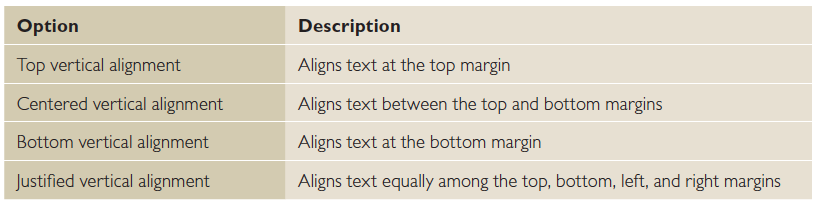 Option Description
Top vertical alignment Aligns text at the top margin
Centered vertical alignment Aligns text between the top and bottom margins
Bottom vertical alignment Aligns text at the bottom margin
Justified vertical alignment Aligns text equally among the top, bottom, left, and right margins